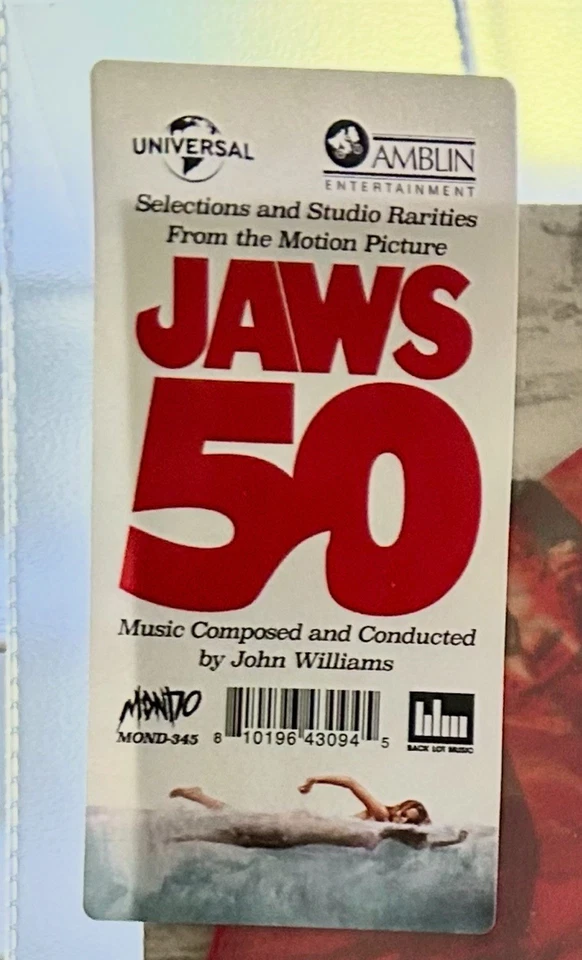 UNIVERSAL
AMBLIN
ENTERTAINMENT
Selections and Studio Rarities
From the Motion Picture
JAWS
50
Music Composed and Conducted
by John Williams
MONDO
MOND-345
8 10196 43094 5
blm
BACK LOT MUSIC